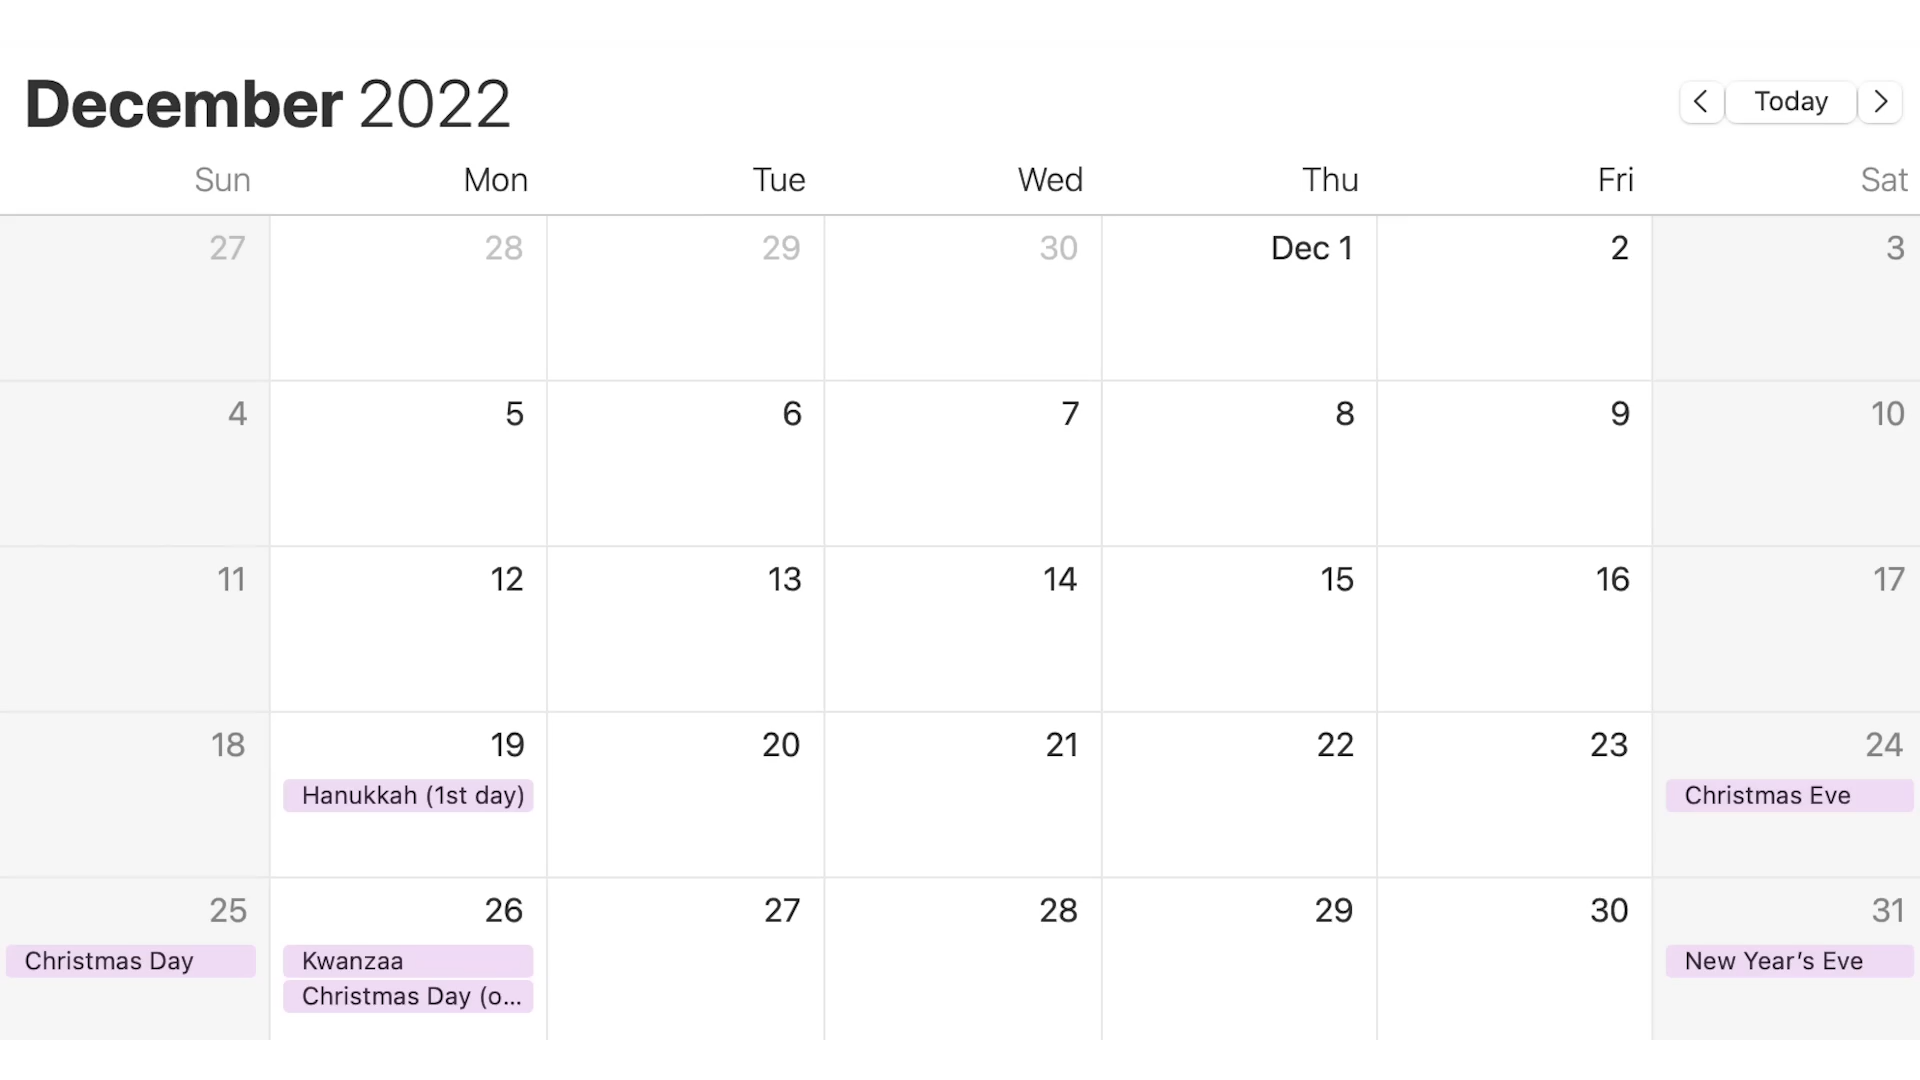 December 2022
Today
Sun Mon Tue Wed Thu Fri Sat
27 28 29 30 Dec 1 2 3
4 5 6 7 8 9 10
11 12 13 14 15 16 17
18 19 20 21 22 23 24
Hanukkah (1st day) Christmas Eve
25 26 27 28 29 30 31
Christmas Day Kwanzaa New Year’s Eve
Christmas Day (o...